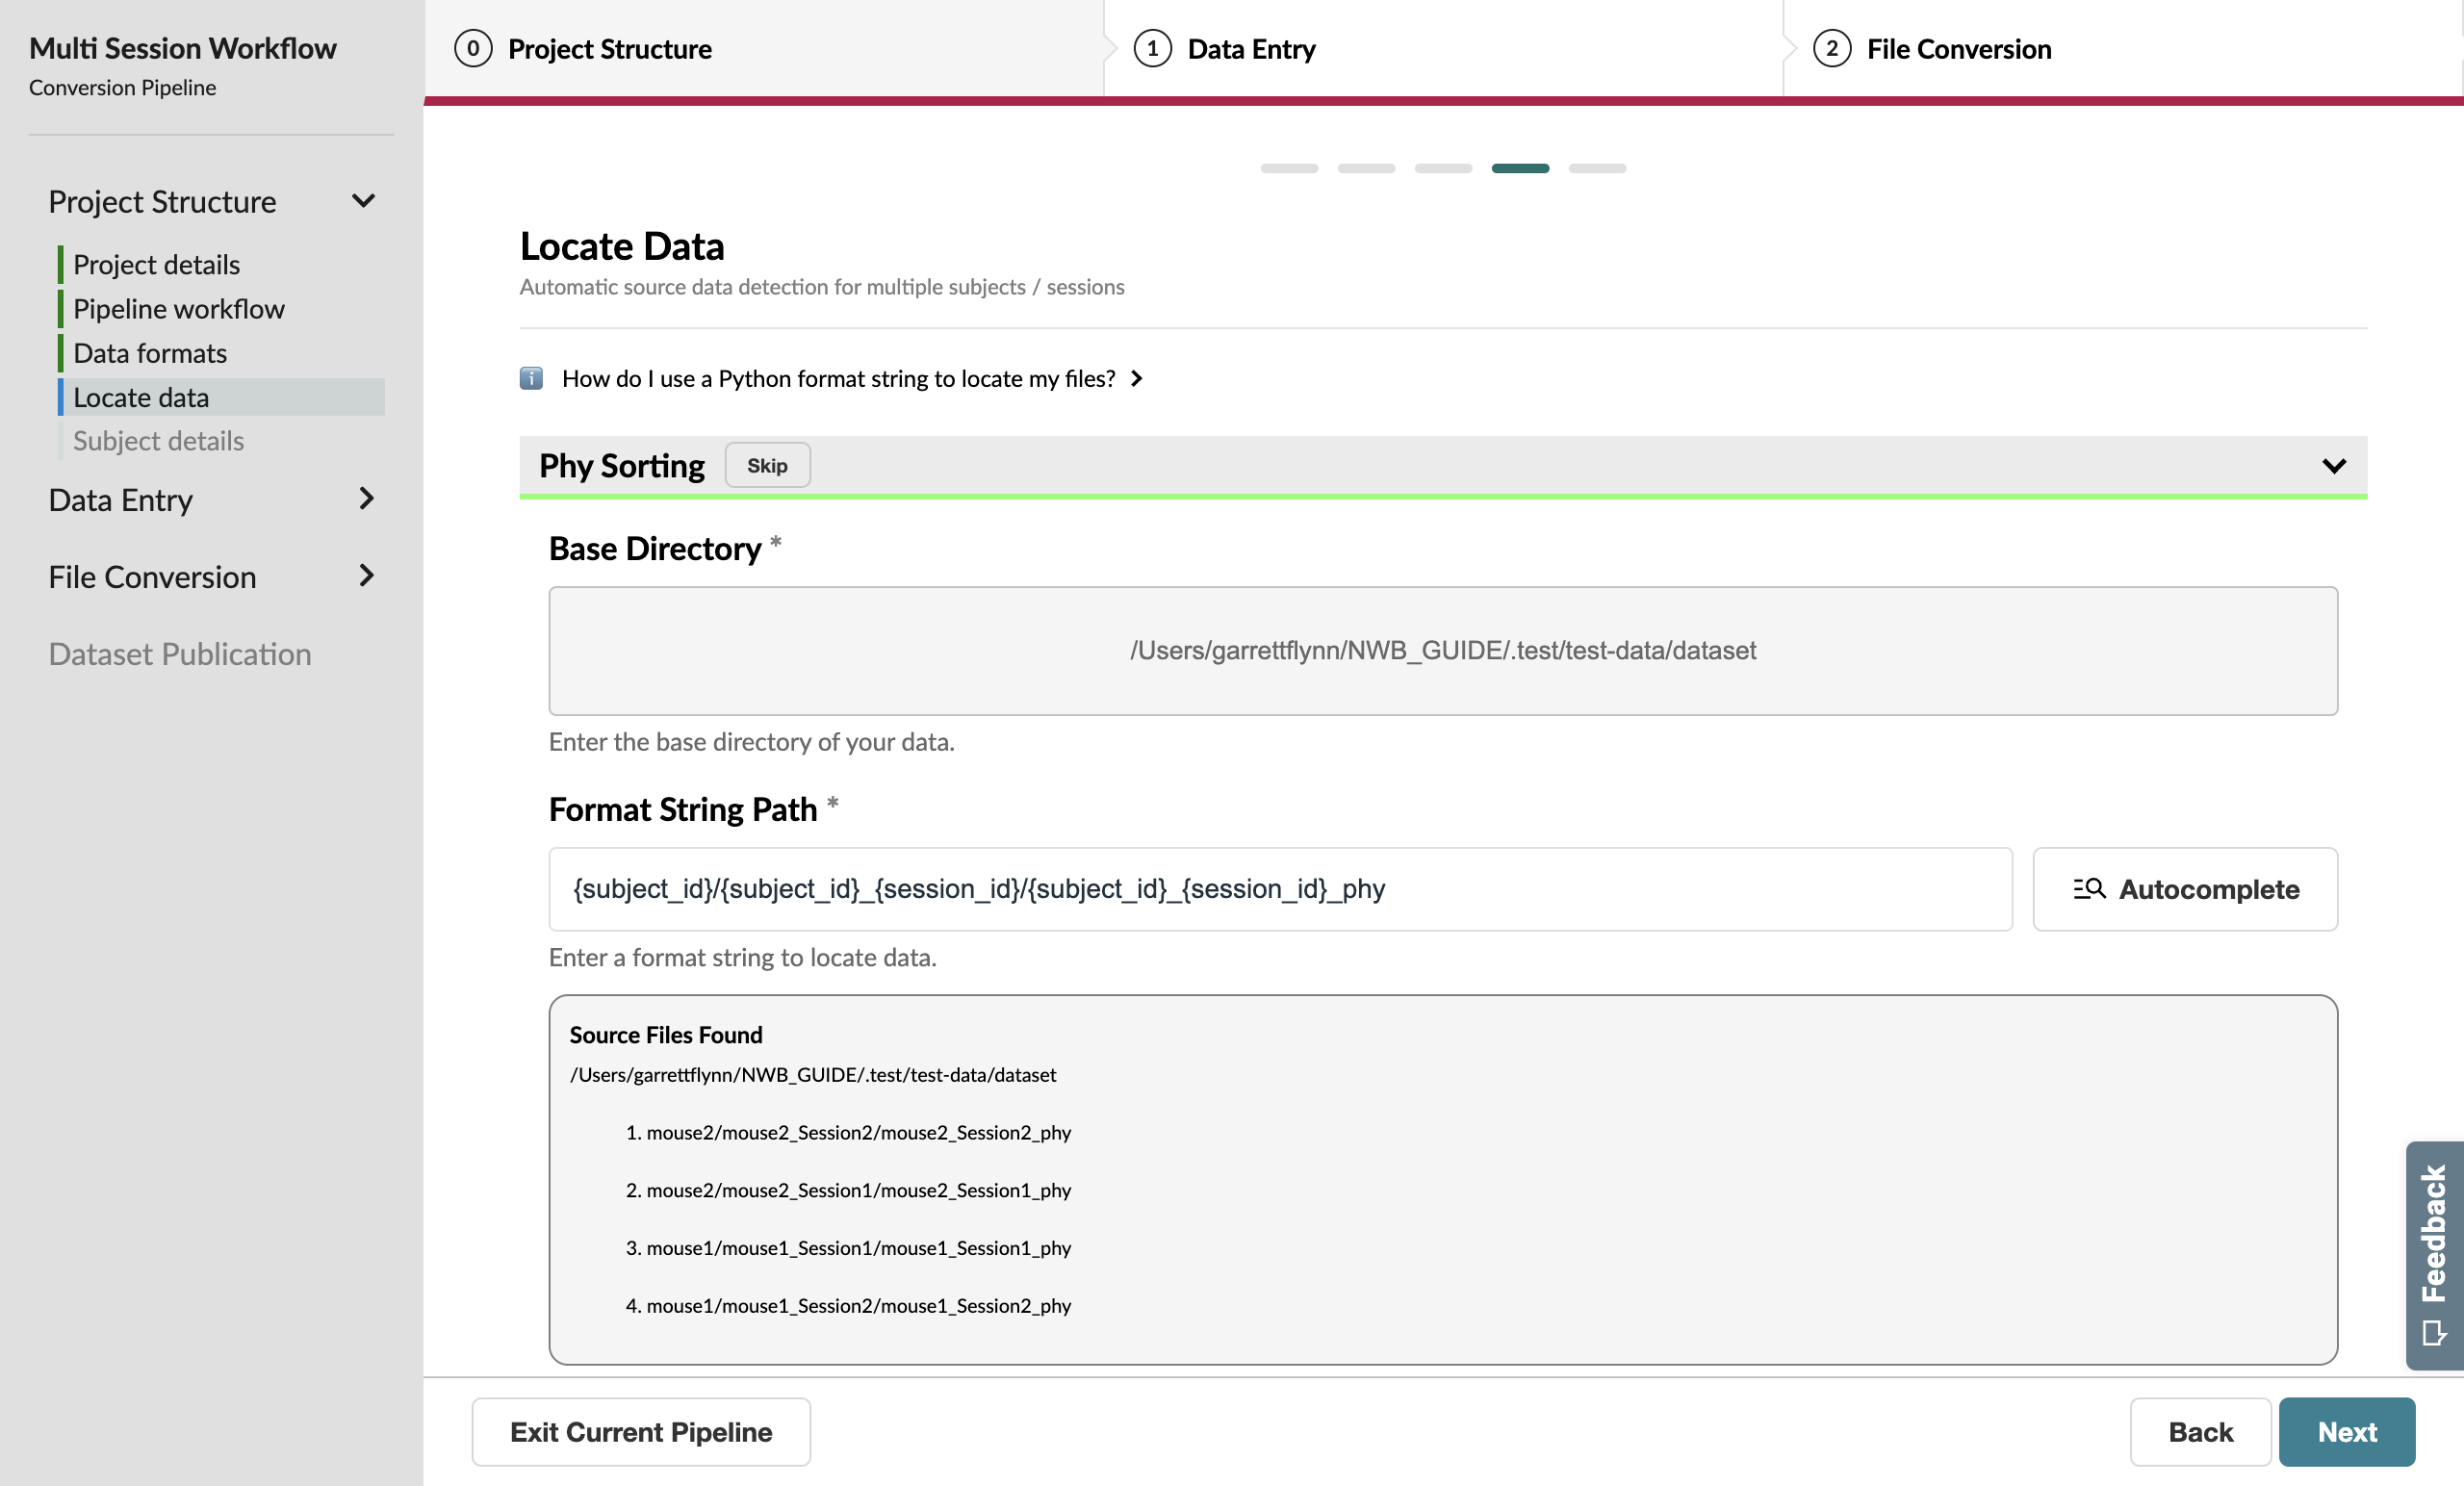 Multi Session Workflow
Conversion Pipeline
Project Structure
Project details
Pipeline workflow
Data formats
Locate data
Subject details
Data Entry
File Conversion
Dataset Publication
0 Project Structure
1 Data Entry
2 File Conversion
Locate Data
Automatic source data detection for multiple subjects / sessions
i How do I use a Python format string to locate my files?
Phy Sorting Skip
Base Directory *
/Users/garrettflynn/NWB_GUIDE/.test/test-data/dataset
Enter the base directory of your data.
Format String Path *
{subject_id}/{subject_id}_{session_id}/{subject_id}_{session_id}_phy
Autocomplete
Enter a format string to locate data.
Source Files Found
/Users/garrettflynn/NWB_GUIDE/.test/test-data/dataset
1. mouse2/mouse2_Session2/mouse2_Session2_phy
2. mouse2/mouse2_Session1/mouse2_Session1_phy
3. mouse1/mouse1_Session1/mouse1_Session1_phy
4. mouse1/mouse1_Session2/mouse1_Session2_phy
Feedback
Exit Current Pipeline
Back
Next